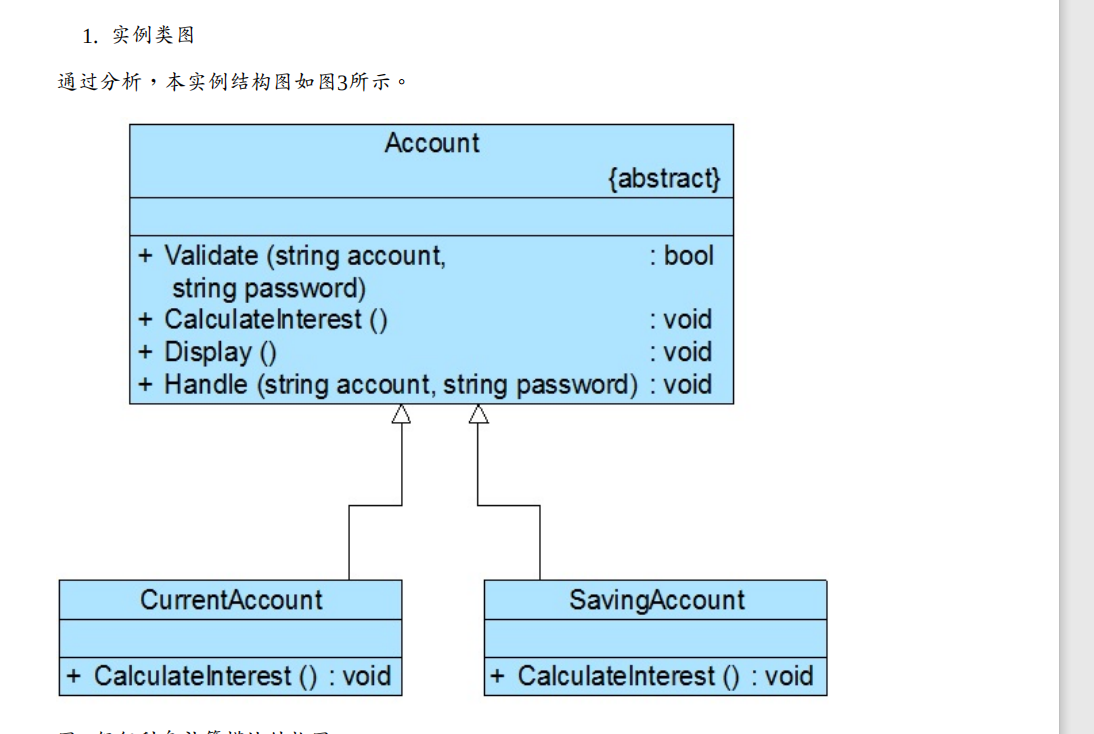 1. 实例类图
通过分析，本实例结构图如图3所示。
Account
{abstract}
+ Validate (string account, : bool
string password)
+ CalculateInterest () : void
+ Display () : void
+ Handle (string account, string password) : void
CurrentAccount
SavingAccount
+ CalculateInterest () : void
+ CalculateInterest () : void